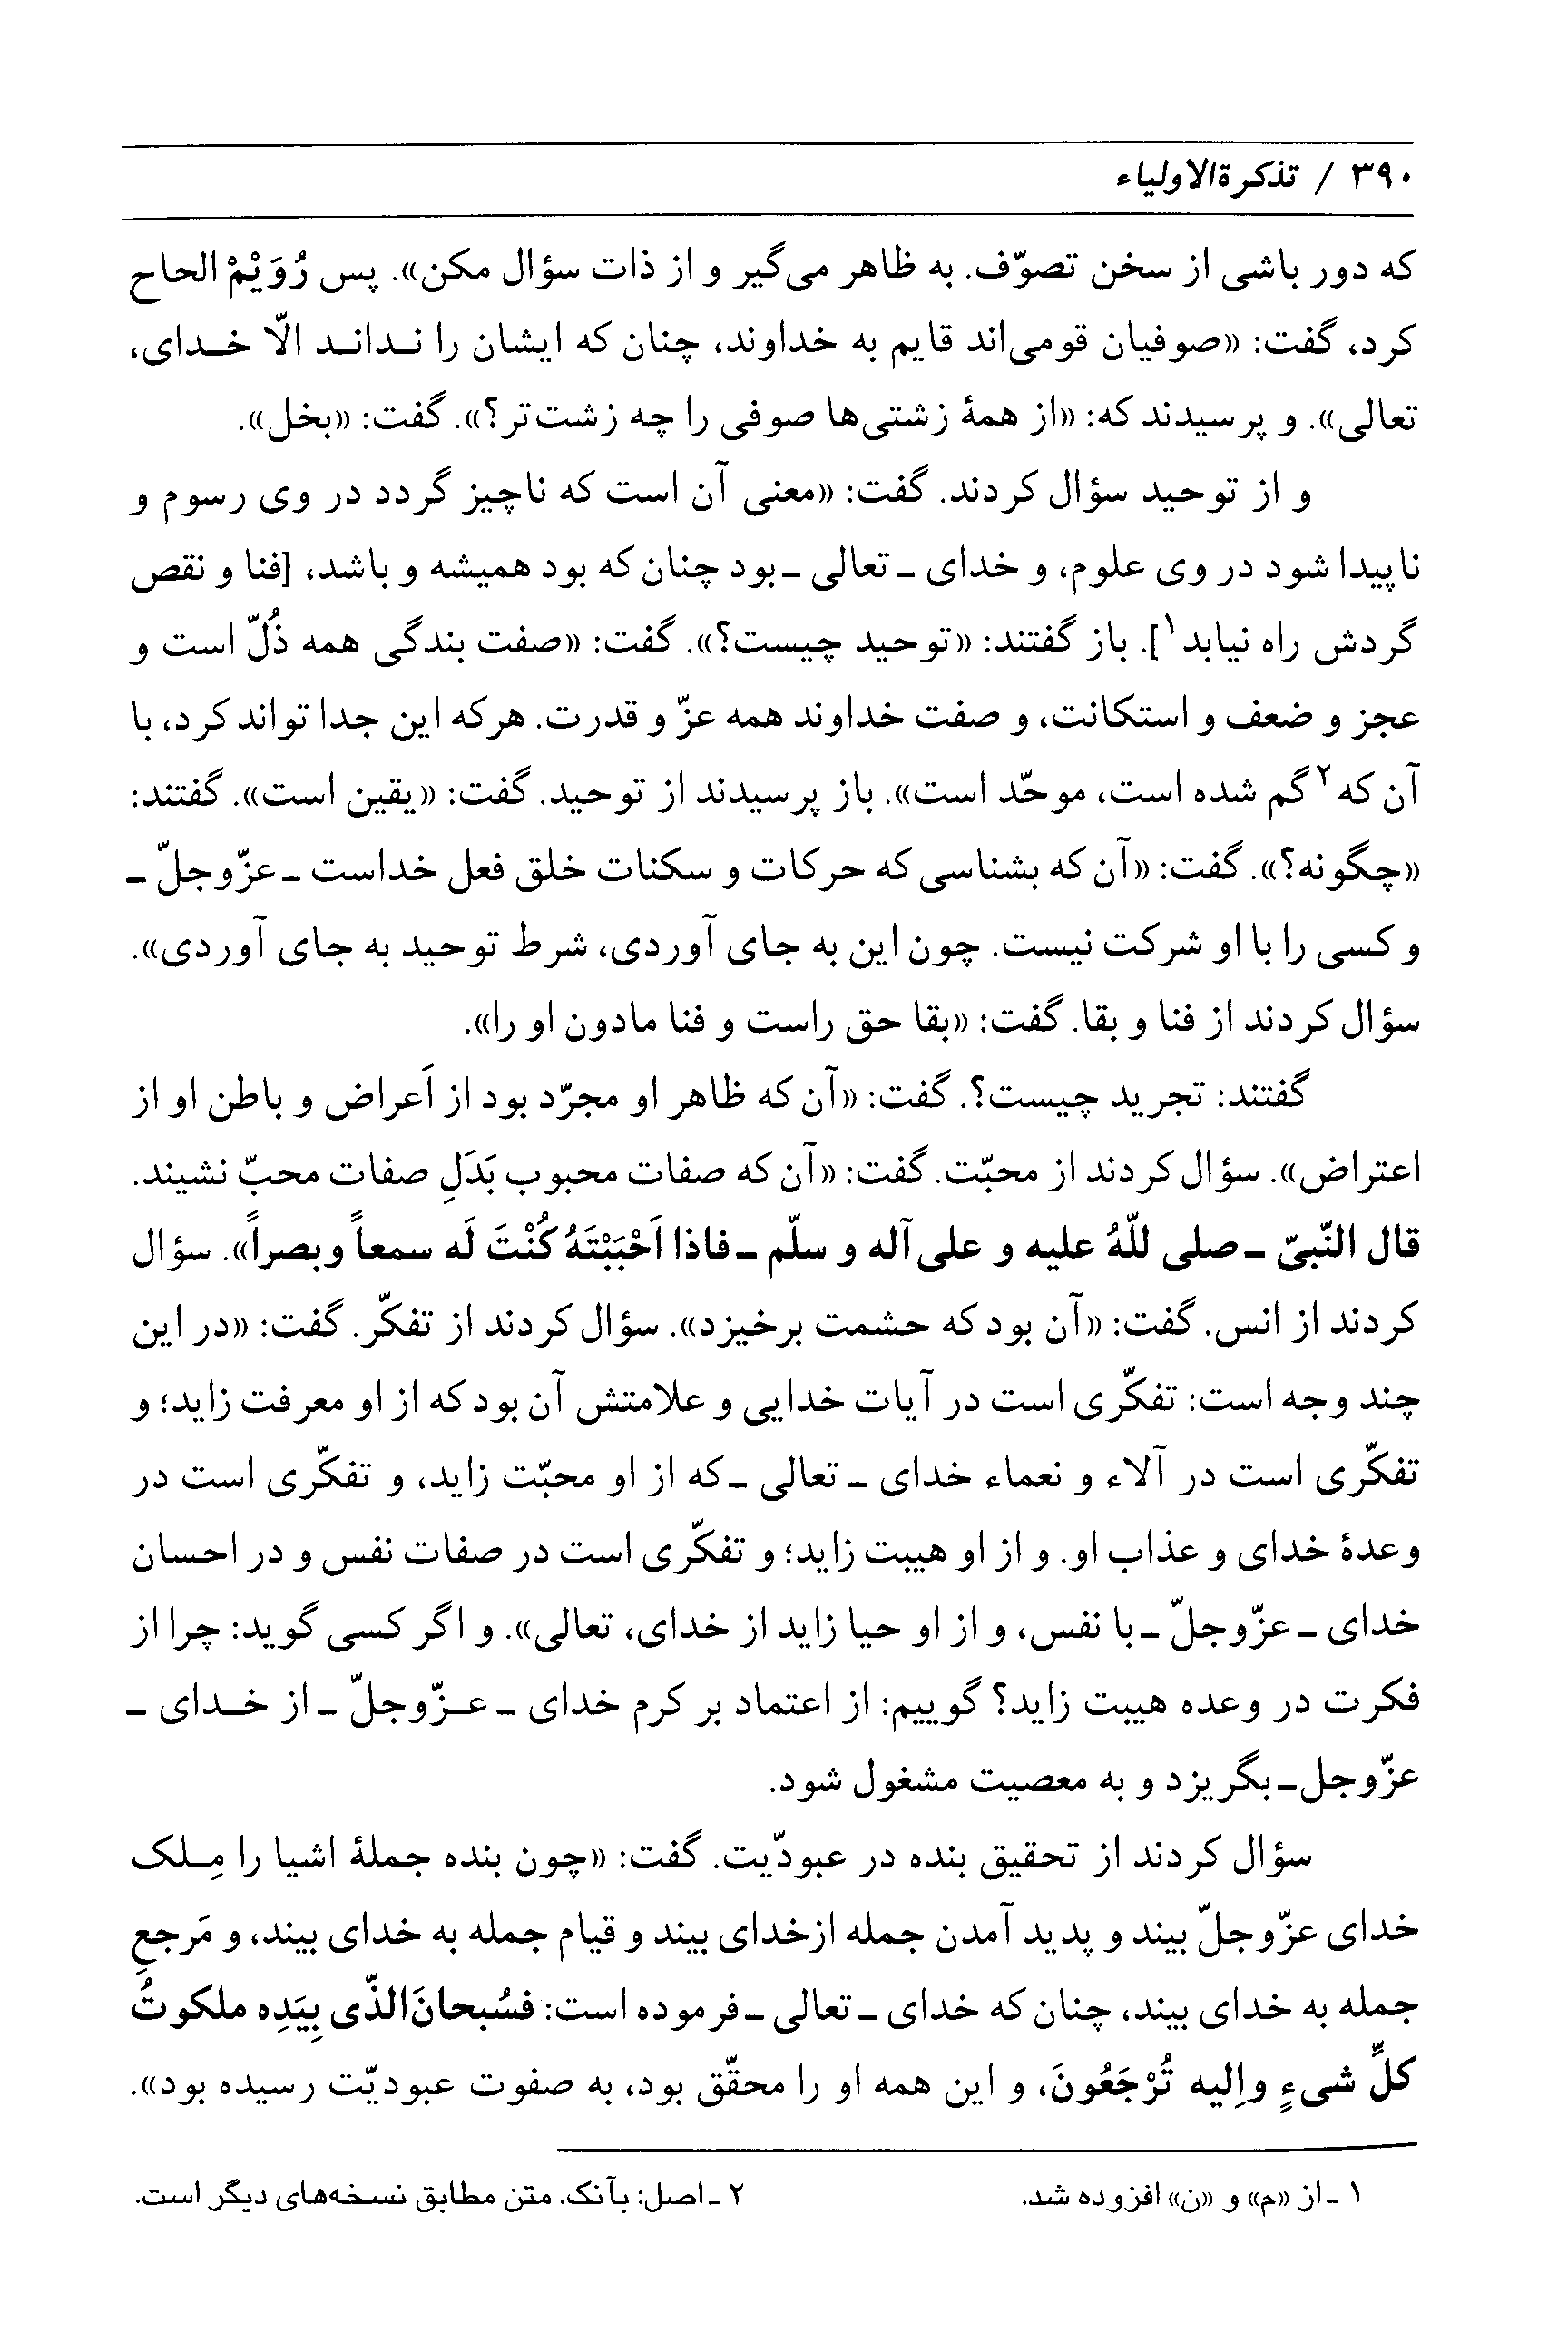 ۳۹۰ / تذکرة‌الاولیاء
که دور باشی از سخن تصوّف. به ظاهر می‌گیر و از ذات سؤال مکن». پس رُوَیْمْ الحاح
کرد، گفت: «صوفیان قومی‌اند قایم به خداوند، چنان که ایشان را نـدانـد الّا خـدای،
تعالی». و پرسیدند که: «از همهٔ زشتی‌ها صوفی را چه زشت‌تر؟». گفت: «بخل».
و از توحید سؤال کردند. گفت: «معنی آن است که ناچیز گردد در وی رسوم و
ناپیدا شود در وی علوم، و خدای ـ تعالی ـ بود چنان که بود همیشه و باشد، [فنا و نقص
گردش راه نیابد۱]. باز گفتند: «توحید چیست؟». گفت: «صفت بندگی همه ذُلّ است و
عجز و ضعف و استکانت، و صفت خداوند همه عزّ و قدرت. هرکه این جدا تواند کرد، با
آن که۲ گم شده است، موحّد است». باز پرسیدند از توحید. گفت: «یقین است». گفتند:
«چگونه؟». گفت: «آن که بشناسی که حرکات و سکنات خلق فعل خداست ـ عزّوجلّ ـ
و کسی را با او شرکت نیست. چون این به جای آوردی، شرط توحید به جای آوردی».
سؤال کردند از فنا و بقا. گفت: «بقا حق راست و فنا مادون او را».
گفتند: تجرید چیست؟. گفت: «آن که ظاهر او مجرّد بود از اَعراض و باطن او از
اعتراض». سؤال کردند از محبّت. گفت: «آن که صفات محبوب بَدَلِ صفات محبّ نشیند.
قال النّبیّ ـ صلی للّهُ علیه و علی آله و سلّم ـ فاذا اَحْبَبْتَهُ کُنْتَ لَه سمعاً وبصراً». سؤال
کردند از انس. گفت: «آن بود که حشمت برخیزد». سؤال کردند از تفکّر. گفت: «در این
چند وجه است: تفکّری است در آیات خدایی و علامتش آن بود که از او معرفت زاید؛ و
تفکّری است در آلاء و نعماء خدای ـ تعالی ـ که از او محبّت زاید، و تفکّری است در
وعدهٔ خدای و عذاب او. و از او هیبت زاید؛ و تفکّری است در صفات نفس و در احسان
خدای ـ عزّوجلّ ـ با نفس، و از او حیا زاید از خدای، تعالی». و اگر کسی گوید: چرا از
فکرت در وعده هیبت زاید؟ گوییم: از اعتماد بر کرم خدای ـ عـزّوجلّ ـ از خـدای ـ
عزّوجل ـ بگریزد و به معصیت مشغول شود.
سؤال کردند از تحقیق بنده در عبودّیت. گفت: «چون بنده جملهٔ اشیا را مِـلک
خدای عزّوجلّ بیند و پدید آمدن جمله ازخدای بیند و قیام جمله به خدای بیند، و مَرجعِ
جمله به خدای بیند، چنان که خدای ـ تعالی ـ فرموده است: فسُبحانَ‌الذّی بِیَدِه ملکوتُ
کلِّ شیءٍ واِلیه تُرْجَعُونَ، و این همه او را محقّق بود، به صفوت عبودیّت رسیده بود».
۱ ـ از «م» و «ن» افزوده شد.
۲ ـ اصل: بآنک. متن مطابق نسخه‌های دیگر است.